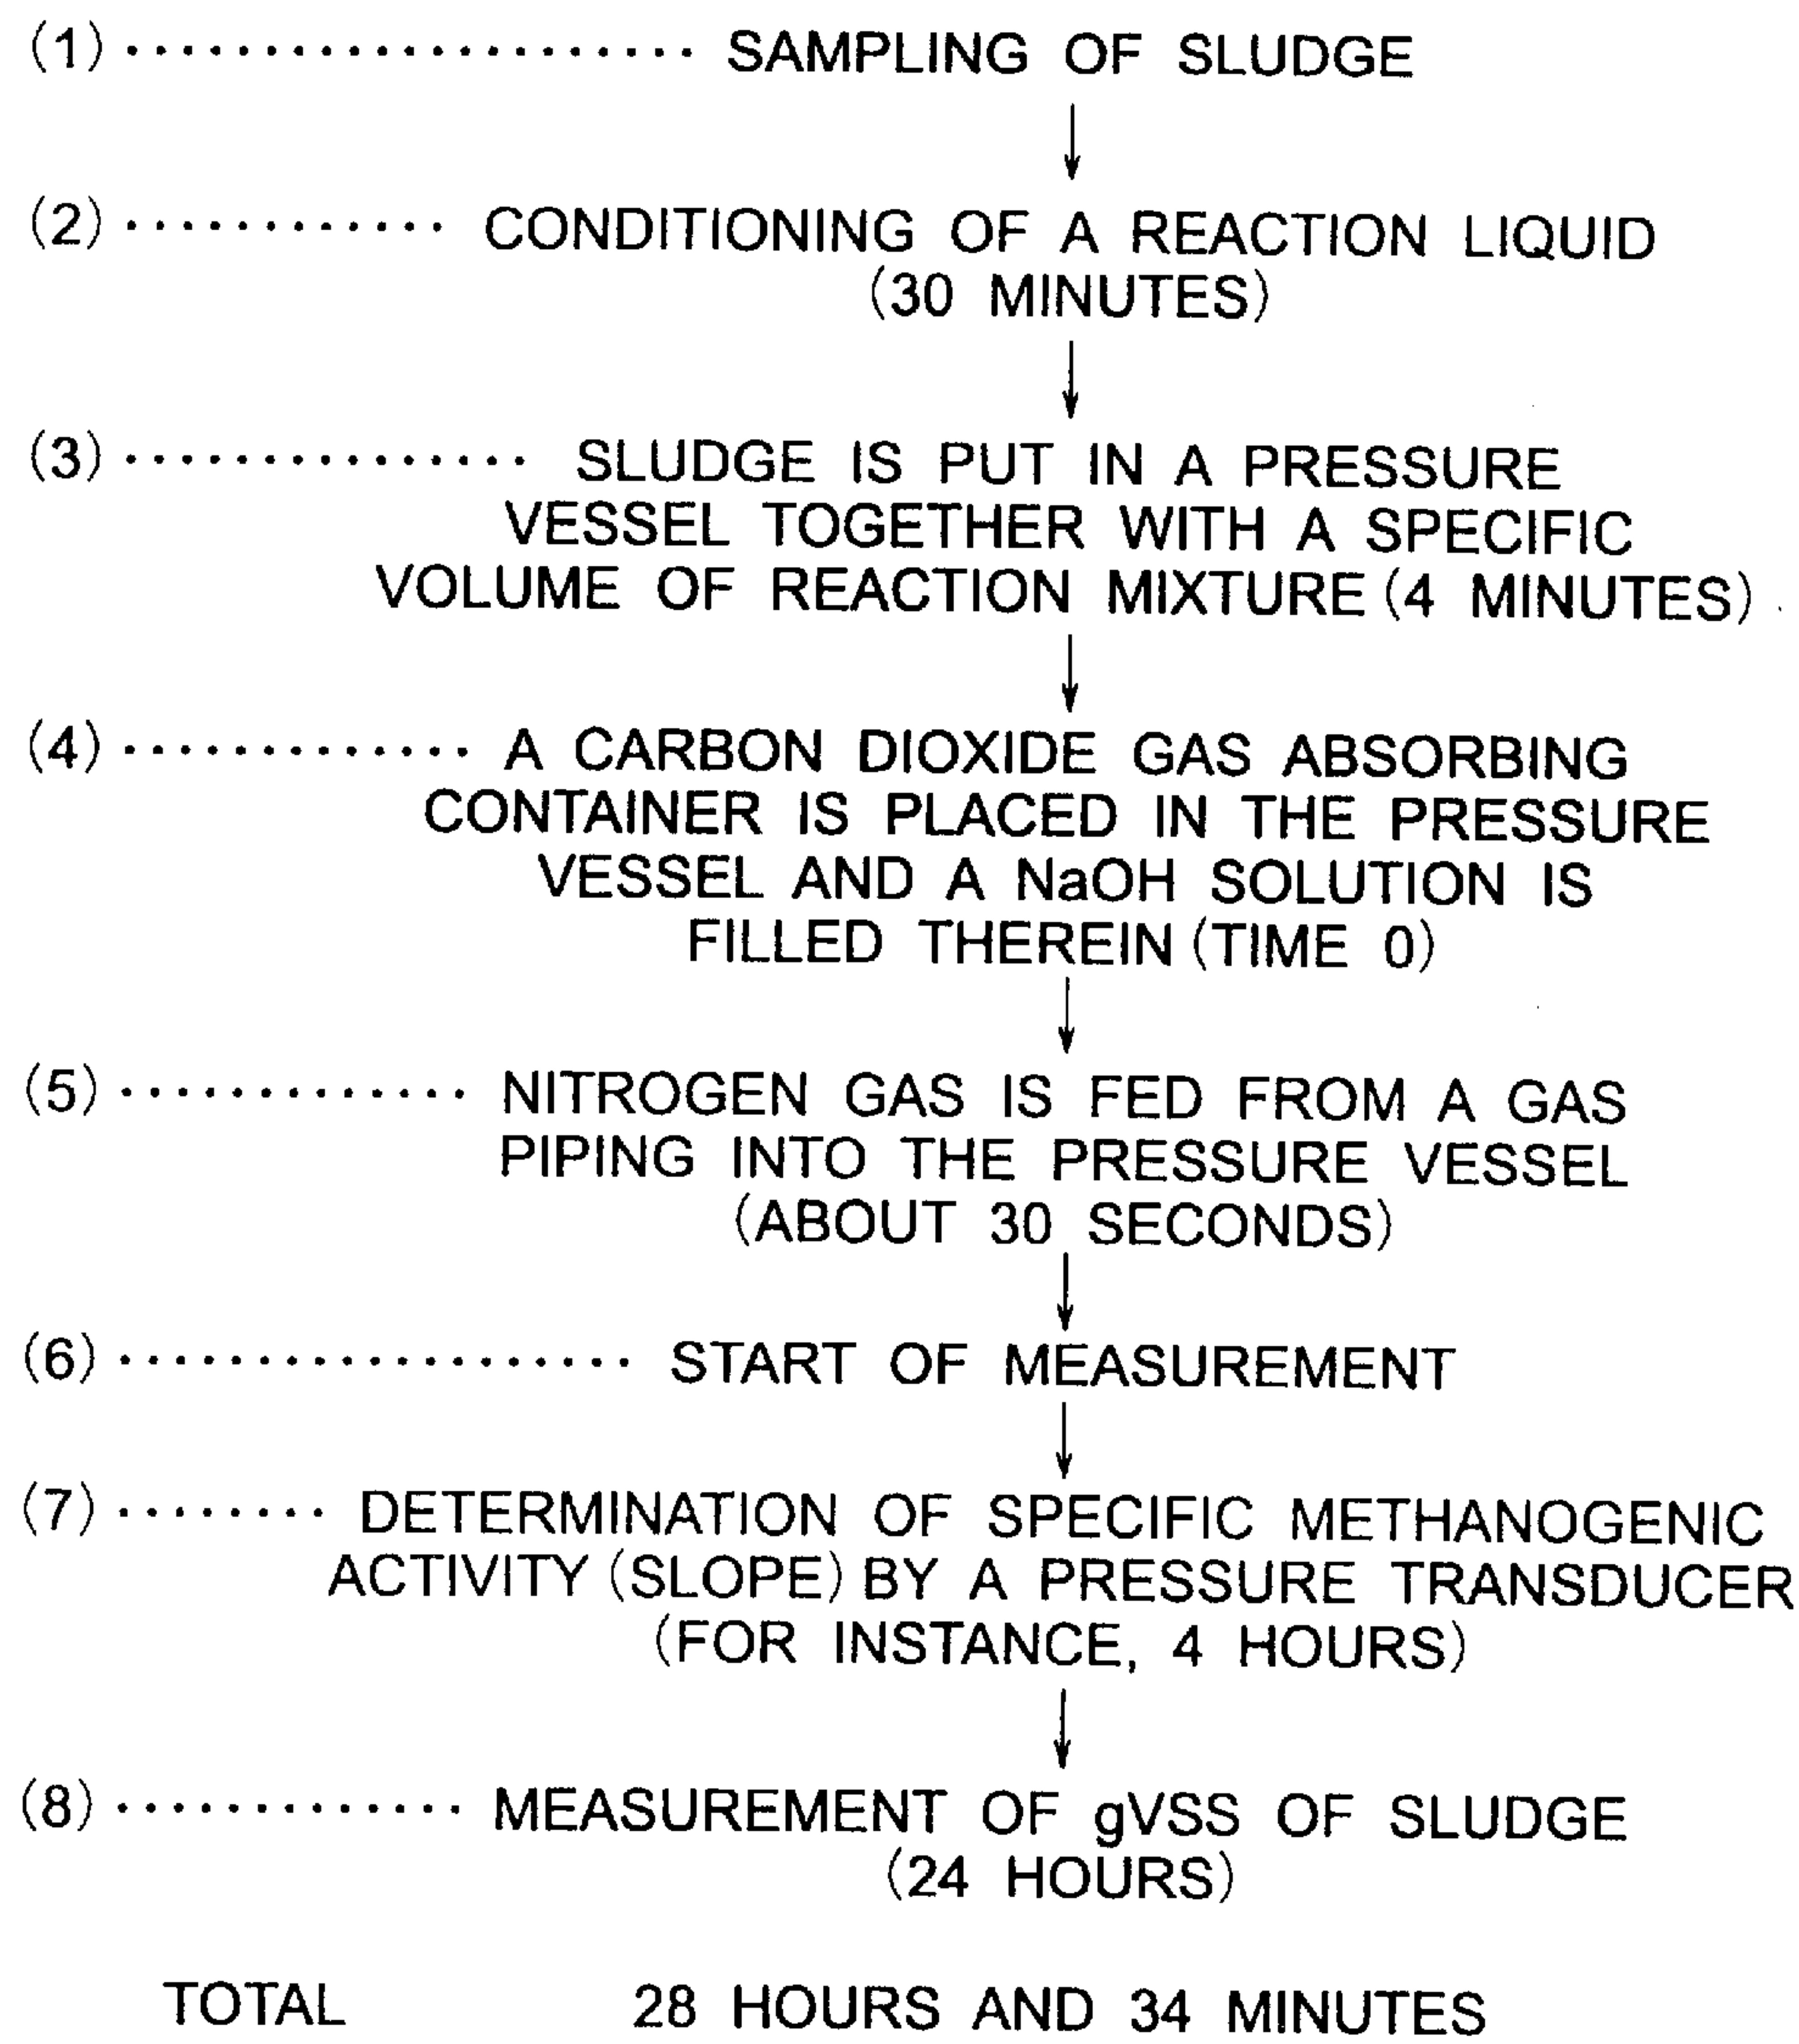 (1) ····················· SAMPLING OF SLUDGE
(2) ············ CONDITIONING OF A REACTION LIQUID
(30 MINUTES)
(3) ··············· SLUDGE IS PUT IN A PRESSURE
VESSEL TOGETHER WITH A SPECIFIC
VOLUME OF REACTION MIXTURE (4 MINUTES)
(4) ············· A CARBON DIOXIDE GAS ABSORBING
CONTAINER IS PLACED IN THE PRESSURE
VESSEL AND A NaOH SOLUTION IS
FILLED THEREIN (TIME 0)
(5) ············· NITROGEN GAS IS FED FROM A GAS
PIPING INTO THE PRESSURE VESSEL
(ABOUT 30 SECONDS)
(6) ··················· START OF MEASUREMENT
(7) ········ DETERMINATION OF SPECIFIC METHANOGENIC
ACTIVITY (SLOPE) BY A PRESSURE TRANSDUCER
(FOR INSTANCE, 4 HOURS)
(8) ············· MEASUREMENT OF gVSS OF SLUDGE
(24 HOURS)
TOTAL 28 HOURS AND 34 MINUTES